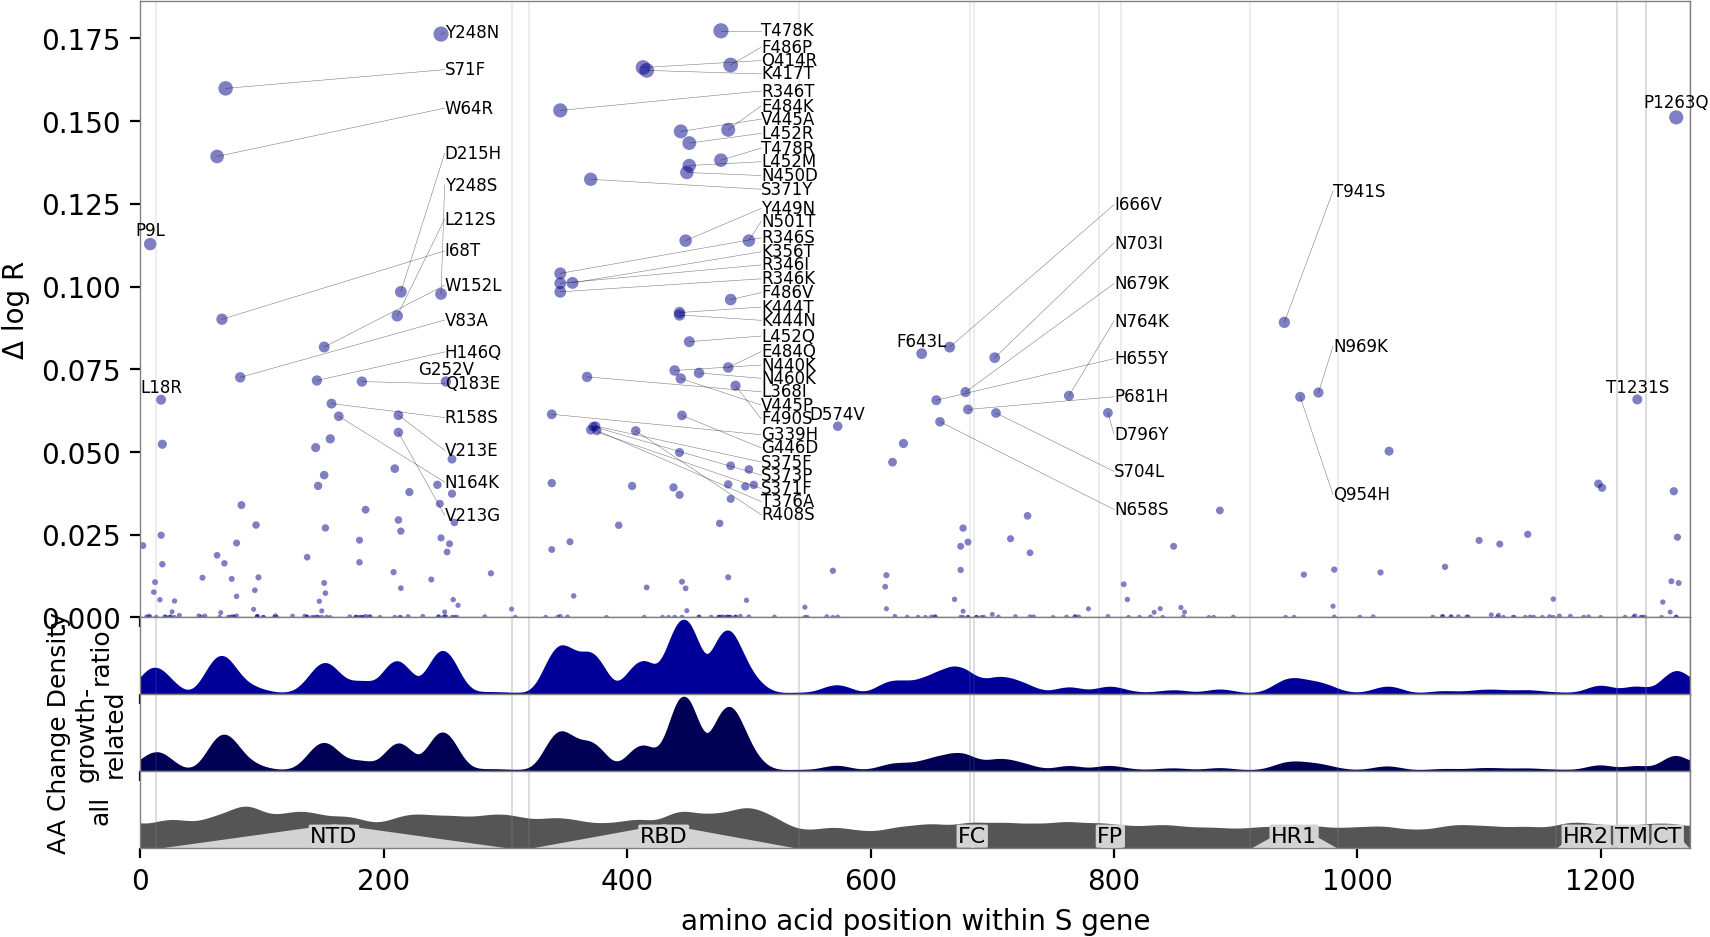 0.175
0.150
0.125
0.100
0.075
0.050
0.025
0.000
Δ log R
P9L
L18R
Y248N
S71F
W64R
D215H
Y248S
L212S
I68T
W152L
V83A
H146Q
G252V
Q183E
R158S
V213E
N164K
V213G
T478K
F486P
Q414R
K417T
R346T
E484K
V445A
L452R
T478R
L452M
N450D
S371Y
Y449N
N501T
R346S
K356T
R346I
R346K
F486V
K444T
K444N
L452Q
E484Q
N440K
N460K
L368I
V445P
F490S
D574V
G339H
G446D
S375F
S373P
S371F
T376A
R408S
F643L
I666V
N703I
N679K
N764K
H655Y
P681H
D796Y
S704L
N658S
T941S
N969K
Q954H
P1263Q
T1231S
AA Change Density
ratio
growth-
related
all
NTD
RBD
FC
FP
HR1
HR2
TM
CT
0
200
400
600
800
1000
1200
amino acid position within S gene